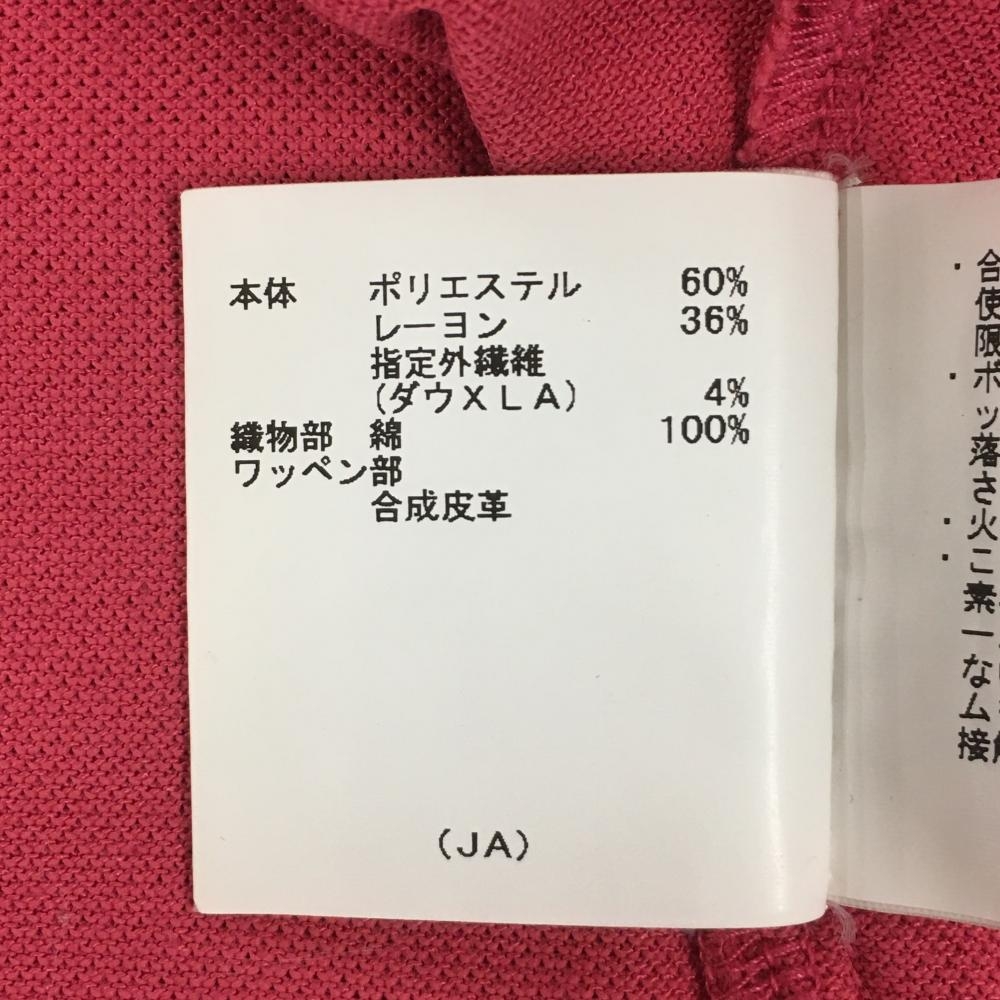 本体 ポリエステル 60%
レーヨン 36%
指定外繊維
(ダウXLA) 4%
織物部 綿 100%
ワッペン部
合成皮革
(JA)
・合
使
限
・ポ
ッ
落
さ
・火
・こ
素
一
な
ム
接触